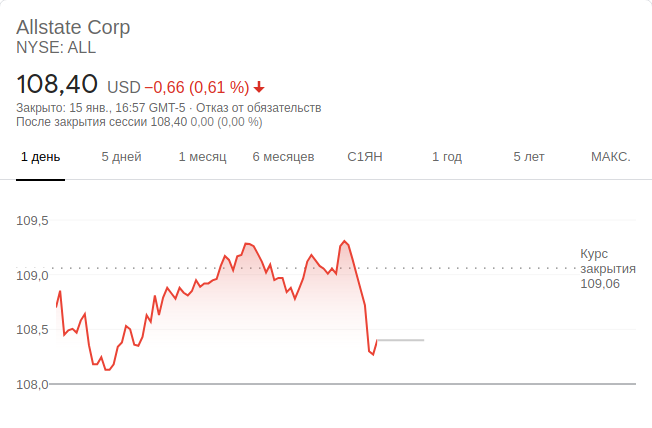 Allstate Corp
NYSE: ALL
108,40 USD −0,66 (0,61 %)
Закрыто: 15 янв., 16:57 GMT-5 · Отказ от обязательств
После закрытия сессии 108,40 0,00 (0,00 %)
1 день 5 дней 1 месяц 6 месяцев С1ЯН 1 год 5 лет МАКС.
109,5
Курс
закрытия
109,06
109,0
108,5
108,0